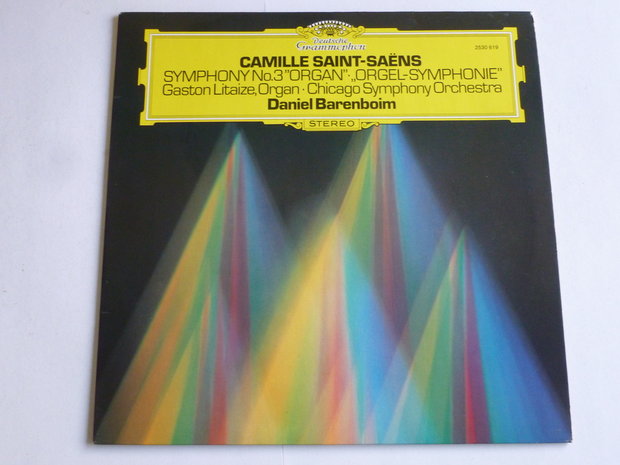 Deutsche
Grammophon
2530 619
CAMILLE SAINT-SAËNS
SYMPHONY No.3 "ORGAN" · „ORGEL-SYMPHONIE"
Gaston Litaize, Organ · Chicago Symphony Orchestra
Daniel Barenboim
STEREO